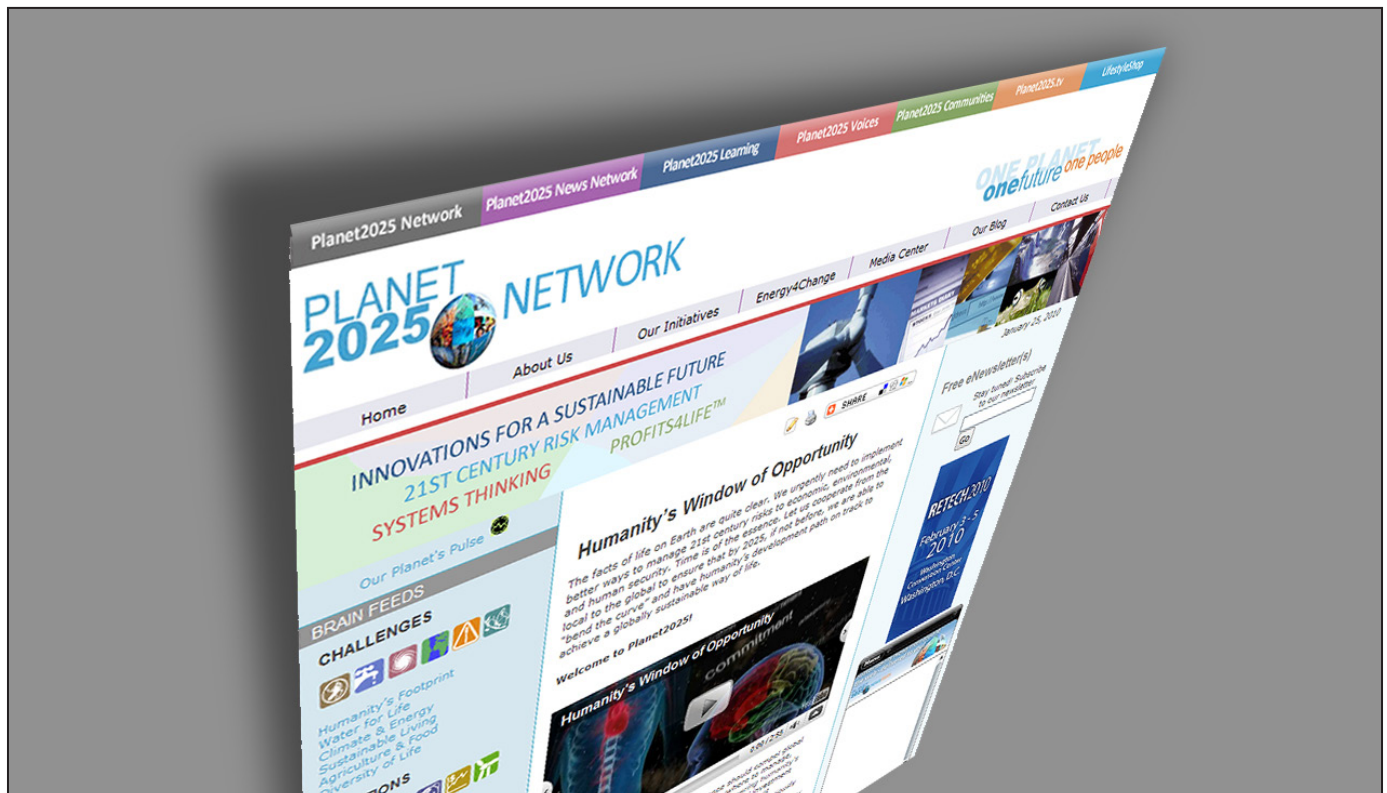 Planet2025 Network
Planet2025 News Network
Planet2025 Learning
Planet2025 Voices
Planet2025 Communities
Planet2025.tv
LifestyleShop
PLANET
2025
NETWORK
ONE PLANET
onefuture one people
Home
About Us
Our Initiatives
Energy4Change
Media Center
Our Blog
Contact Us
INNOVATIONS FOR A SUSTAINABLE FUTURE
21ST CENTURY RISK MANAGEMENT
SYSTEMS THINKING
PROFITS4LIFE™
January 25, 2010
Our Planet's Pulse
BRAIN FEEDS
CHALLENGES
Humanity's Footprint
Water for Life
Climate & Energy
Sustainable Living
Agriculture & Food
Diversity of Life
SHARE
Humanity's Window of Opportunity
The facts of life on Earth are quite clear. We urgently need to implement
better ways to manage 21st century risks to economic, environmental,
and human security. Time is of the essence. Let us cooperate from the
local to the global to ensure that by 2025, if not before, we are able to
"bend the curve" and have humanity's development path on track to
achieve a globally sustainable way of life.
Welcome to Planet2025!
Humanity's Window of Opportunity
commitment
0:00 / 2:55
Free eNewsletter(s)
Stay tuned! Subscribe
to our newsletter
Go
RETECH2010
February 3 - 5
2010
Washington
Convention Center
Washington, D.C.